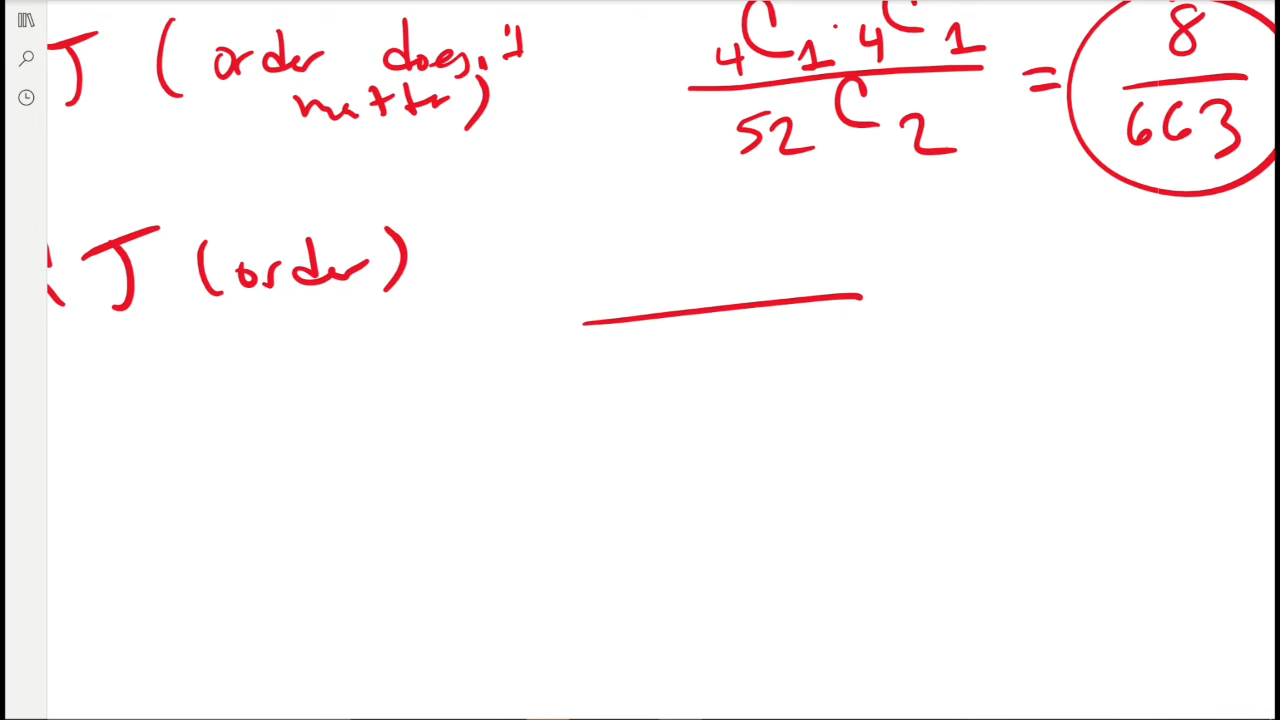 J (order doesn't matter)
₄C₁ · ₄C₁ / ₅₂C₂ = 8/663
J (order)